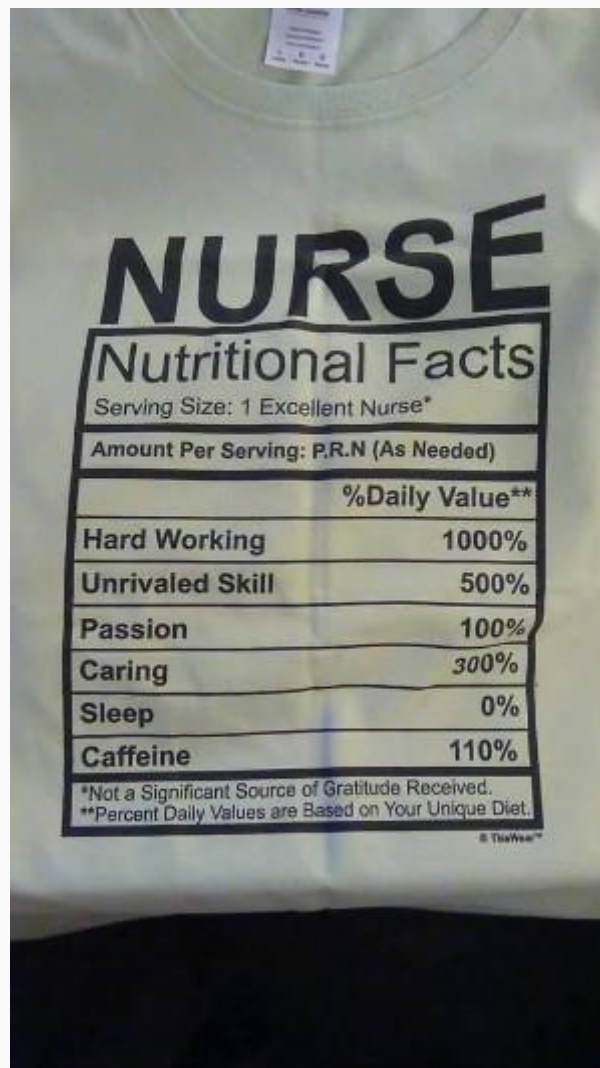 NURSE
Nutritional Facts
Serving Size: 1 Excellent Nurse*
Amount Per Serving: P.R.N (As Needed)
%Daily Value**
Hard Working 1000%
Unrivaled Skill 500%
Passion 100%
Caring 300%
Sleep 0%
Caffeine 110%
*Not a Significant Source of Gratitude Received.
**Percent Daily Values are Based on Your Unique Diet.
© ThisWear™